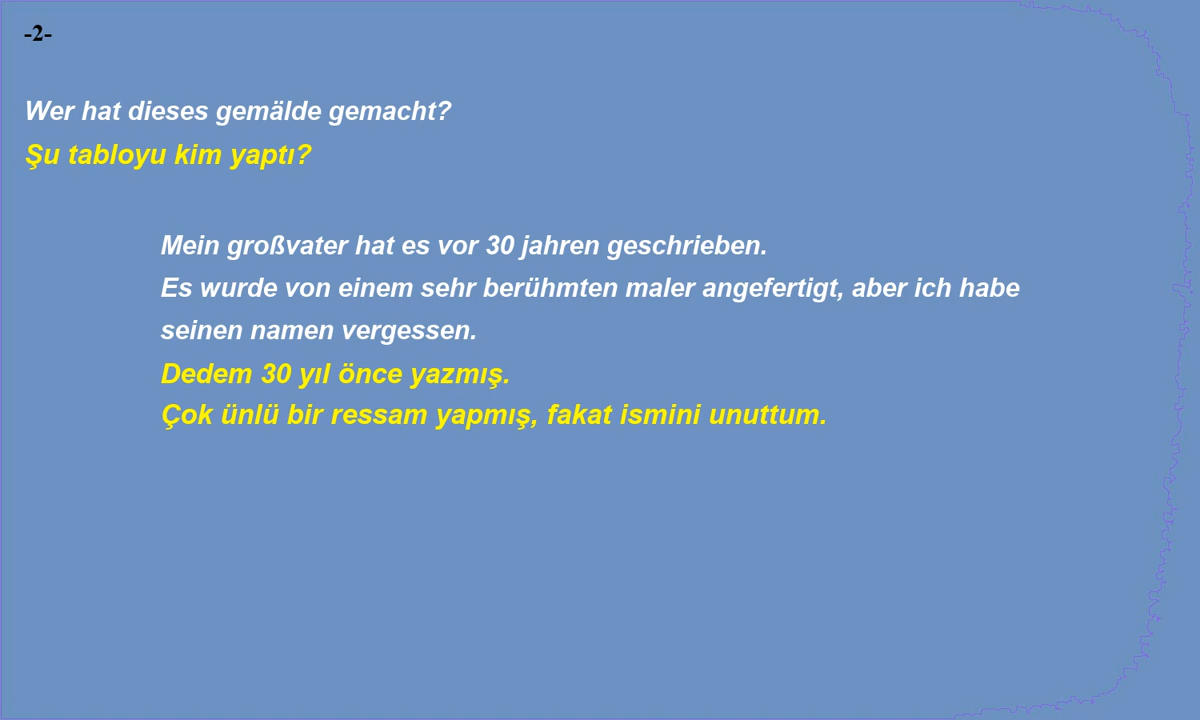 -2-
Wer hat dieses gemälde gemacht?
Şu tabloyu kim yaptı?
Mein großvater hat es vor 30 jahren geschrieben.
Es wurde von einem sehr berühmten maler angefertigt, aber ich habe
seinen namen vergessen.
Dedem 30 yıl önce yazmış.
Çok ünlü bir ressam yapmış, fakat ismini unuttum.